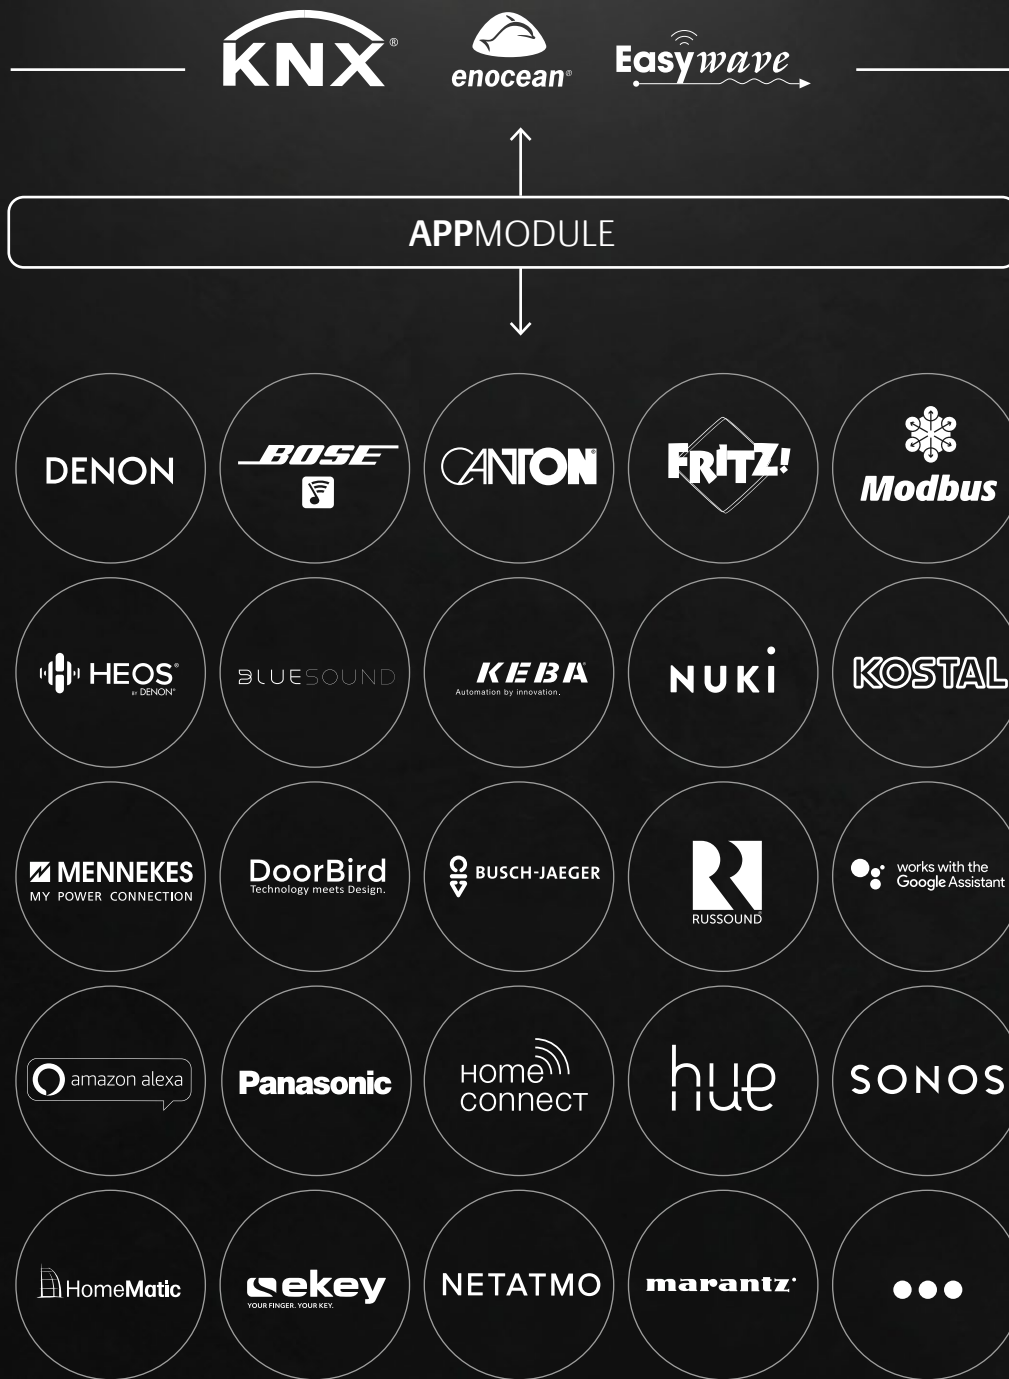 KNX®
enocean®
Easywave
APPMODULE
DENON
BOSE
CANTON
FRITZ!
Modbus
HEOS®
BY DENON®
BLUESOUND
KEBA
Automation by innovation.
NUKI
KOSTAL
MENNEKES
MY POWER CONNECTION
DoorBird
Technology meets Design.
BUSCH-JAEGER
RUSSOUND
works with the
Google Assistant
amazon alexa
Panasonic
HOME
CONNECT
hue
SONOS
HomeMatic
ekey
YOUR FINGER. YOUR KEY.
NETATMO
marantz